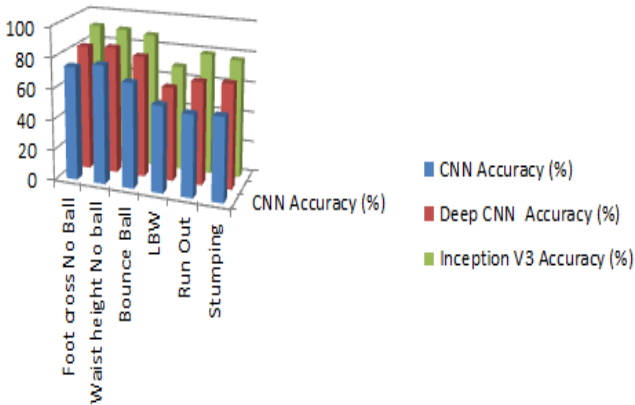 100
80
60
40
20
0
Foot cross No Ball
Waist height No ball
Bounce Ball
LBW
Run Out
Stumping
CNN Accuracy (%)
CNN Accuracy (%)
Deep CNN Accuracy (%)
Inception V3 Accuracy (%)